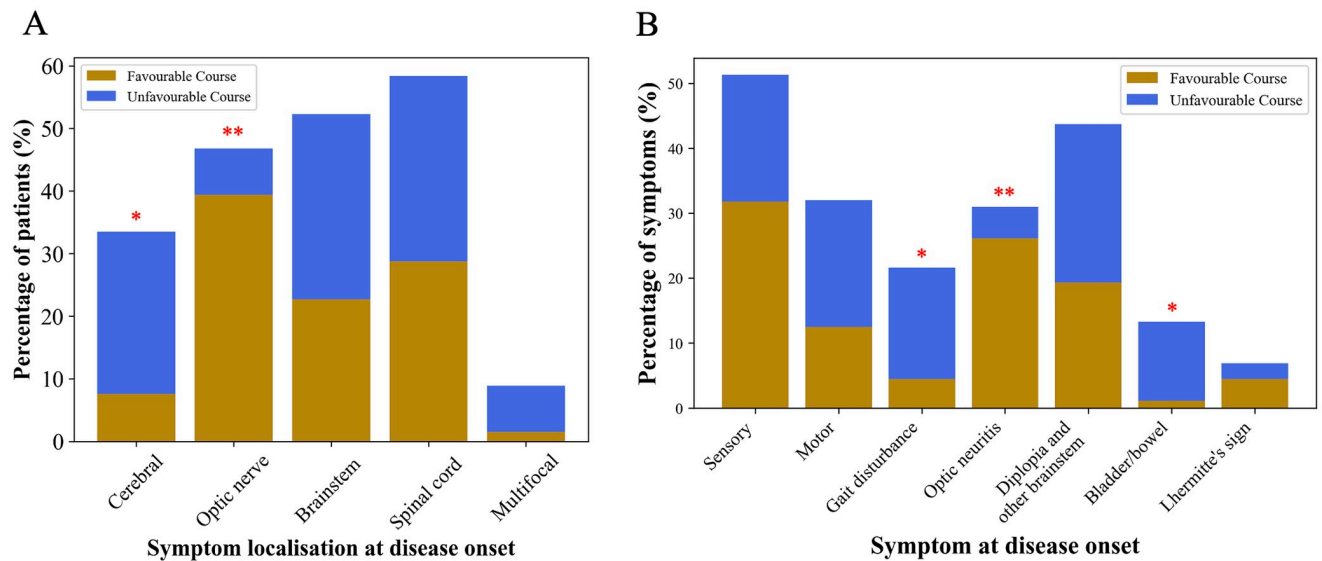 A
Percentage of patients (%)
60
50
40
30
20
10
0
Favourable Course
Unfavourable Course
*
**
Cerebral
Optic nerve
Brainstem
Spinal cord
Multifocal
Symptom localisation at disease onset
B
Percentage of symptoms (%)
50
40
30
20
10
0
Favourable Course
Unfavourable Course
*
**
*
Sensory
Motor
Gait disturbance
Optic neuritis
Diplopia and
other brainstem
Bladder/bowel
Lhermitte's sign
Symptom at disease onset